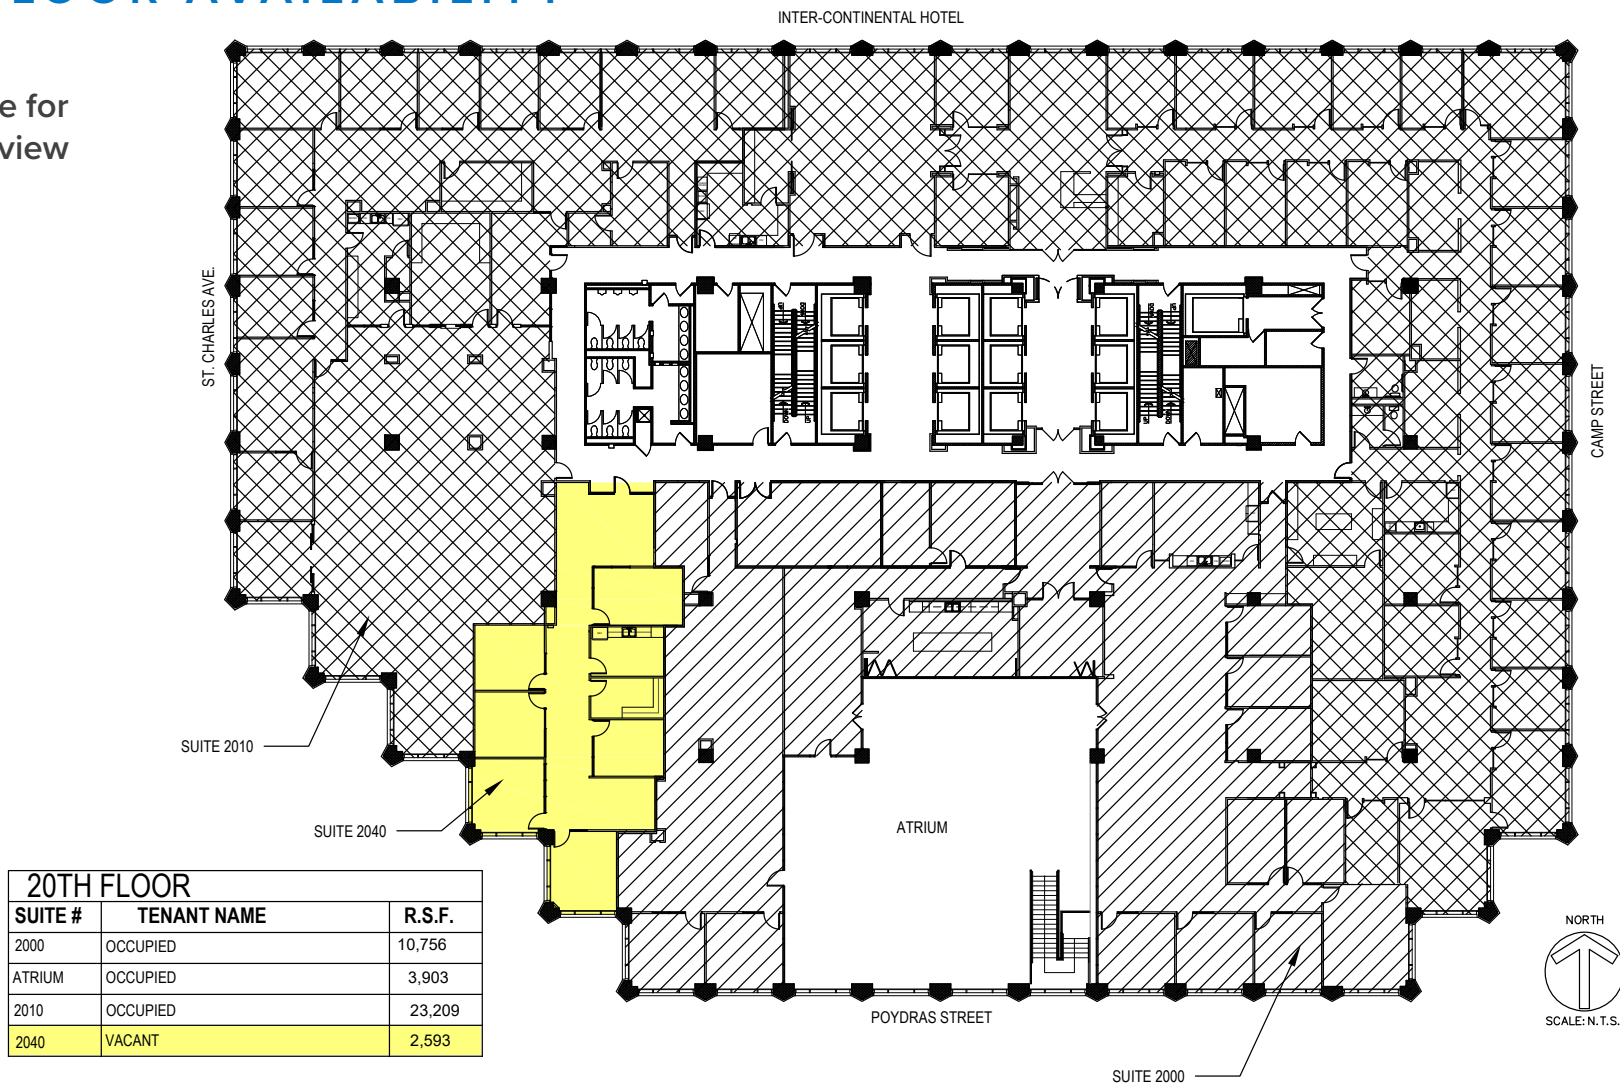 INTER-CONTINENTAL HOTEL
e for
view
ST. CHARLES AVE.
CAMP STREET
SUITE 2010
SUITE 2040
ATRIUM
POYDRAS STREET
SUITE 2000
20TH FLOOR
SUITE # TENANT NAME R.S.F.
2000 OCCUPIED 10,756
ATRIUM OCCUPIED 3,903
2010 OCCUPIED 23,209
2040 VACANT 2,593
NORTH
SCALE: N.T.S.